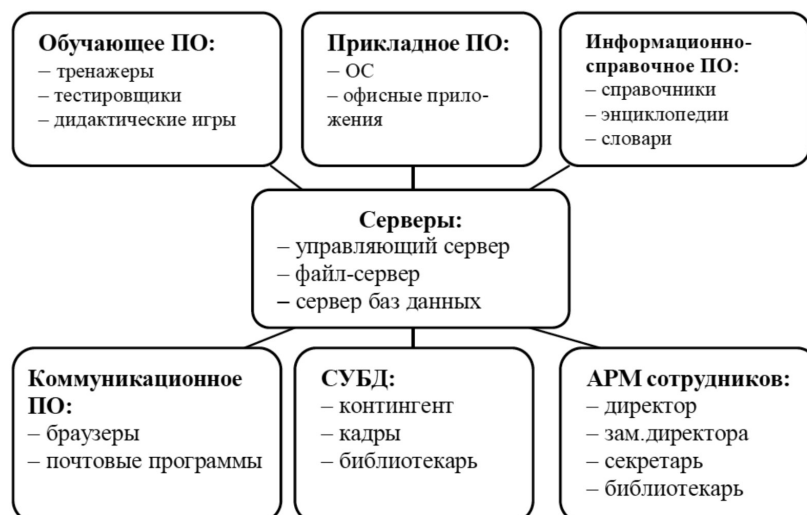 Обучающее ПО:
– тренажеры
– тестировщики
– дидактические игры
Прикладное ПО:
– ОС
– офисные прило-
жения
Информационно-
справочное ПО:
– справочники
– энциклопедии
– словари
Серверы:
– управляющий сервер
– файл-сервер
– сервер баз данных
Коммуникационное
ПО:
– браузеры
– почтовые программы
СУБД:
– контингент
– кадры
– библиотекарь
АРМ сотрудников:
– директор
– зам.директора
– секретарь
– библиотекарь